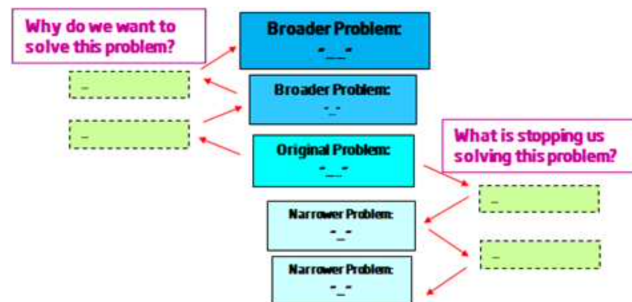 Why do we want to
solve this problem?
Broader Problem:
"_ _"
_
Broader Problem:
"_"
_
Original Problem:
"_ _"
What is stopping us
solving this problem?
_
Narrower Problem:
"_"
_
Narrower Problem:
"_"